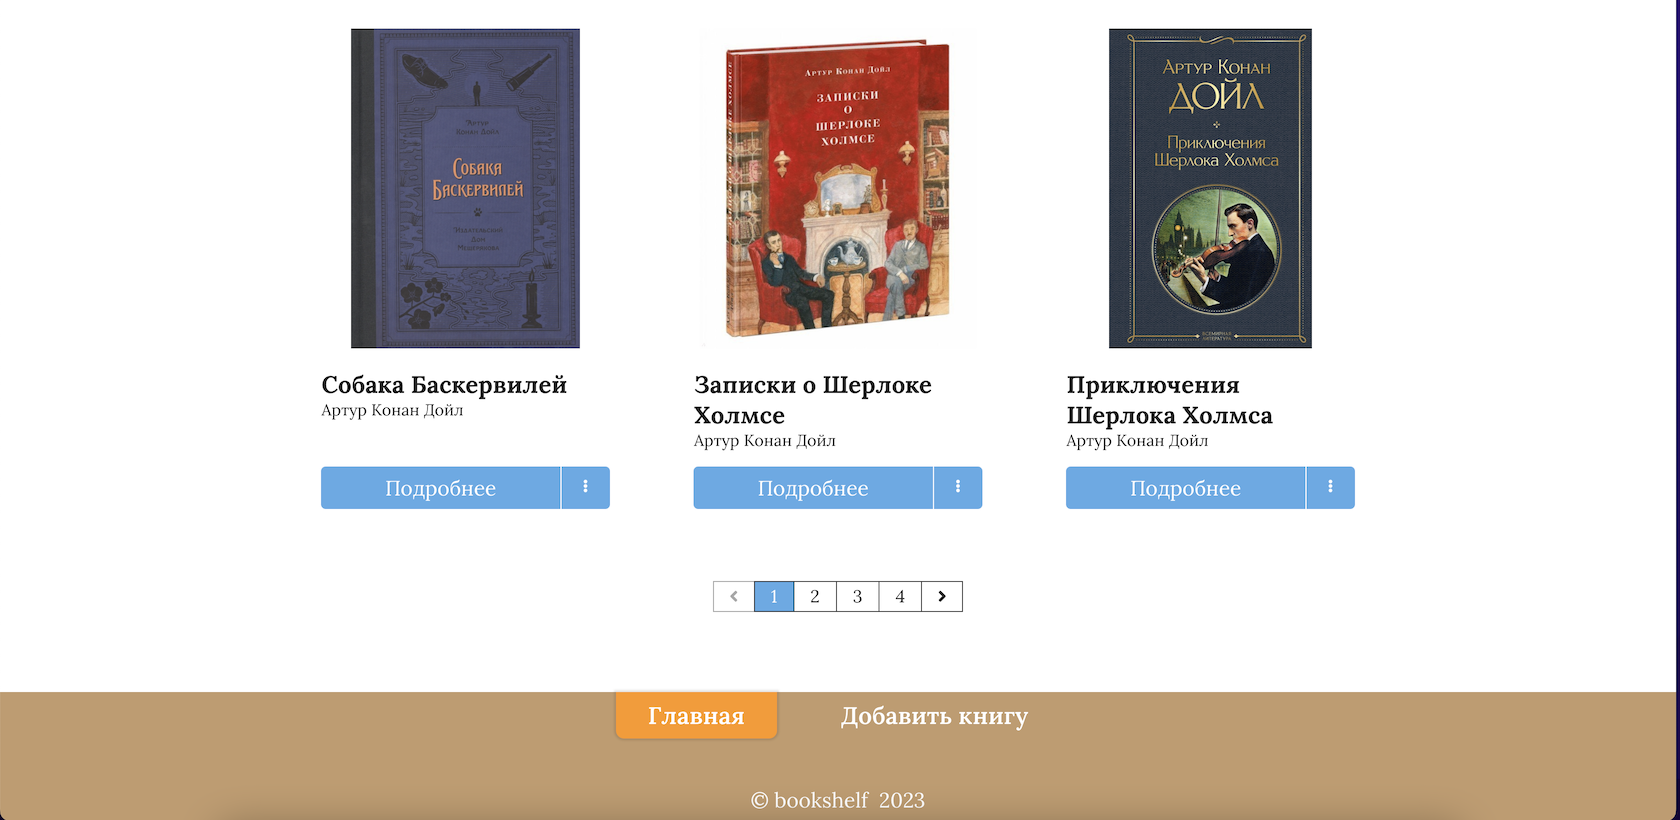 Артур
Конан Дойл
Собака
Баскервилей
Издательский
Дом
Мещерякова
Артур Конан Дойл
ЗАПИСКИ
О
ШЕРЛОКЕ
ХОЛМСЕ
Артур Конан
ДОЙЛ
Приключения
Шерлока Холмса
ВСЕМИРНАЯ
ЛИТЕРАТУРА
Собака Баскервилей
Артур Конан Дойл
Подробнее
Записки о Шерлоке
Холмсе
Артур Конан Дойл
Подробнее
Приключения
Шерлока Холмса
Артур Конан Дойл
Подробнее
1 2 3 4
Главная Добавить книгу
© bookshelf 2023